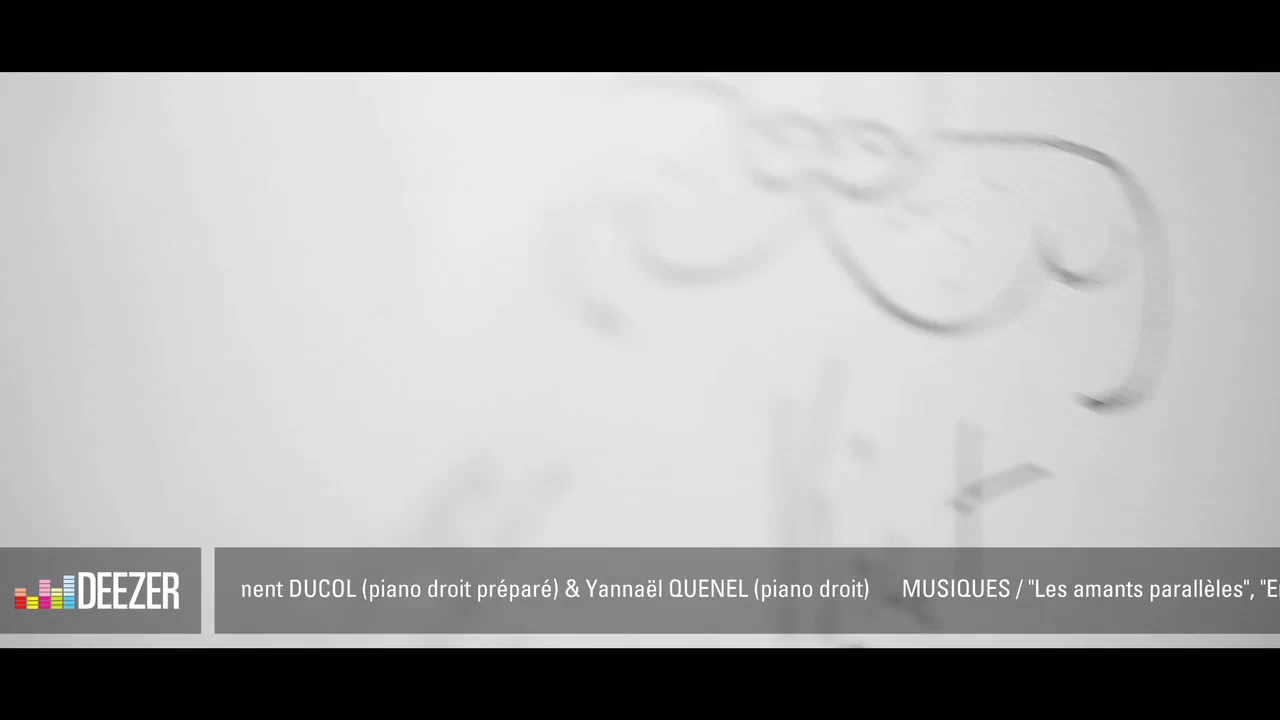 DEEZER
nent DUCOL (piano droit préparé) & Yannaël QUENEL (piano droit) MUSIQUES / "Les amants parallèles", "E